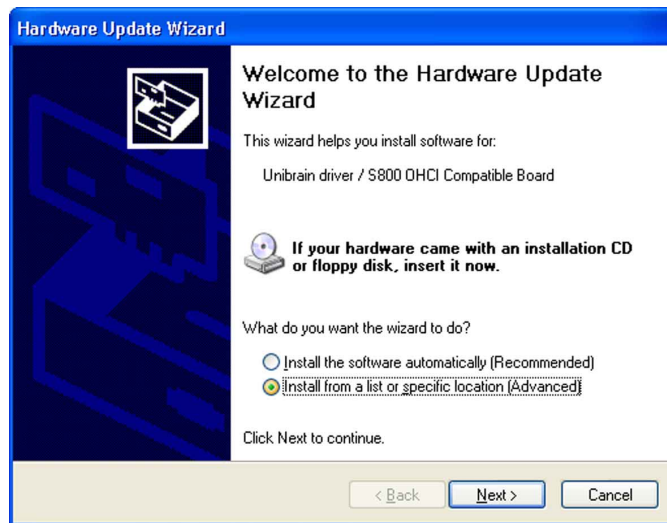 Hardware Update Wizard
Welcome to the Hardware Update
Wizard
This wizard helps you install software for:
Unibrain driver / S800 OHCI Compatible Board
If your hardware came with an installation CD
or floppy disk, insert it now.
What do you want the wizard to do?
Install the software automatically (Recommended)
Install from a list or specific location (Advanced)
Click Next to continue.
< Back
Next >
Cancel